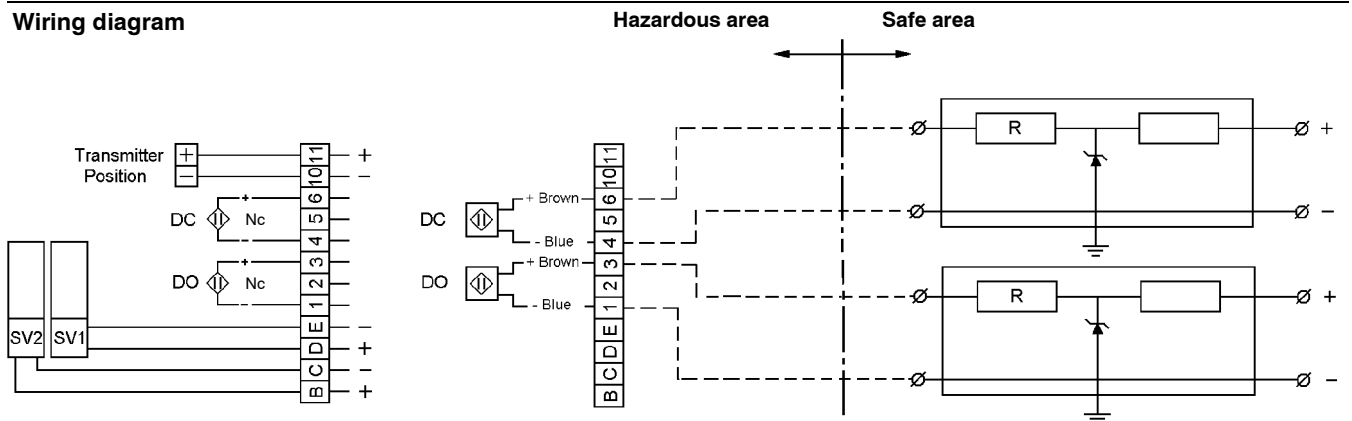 Wiring diagram
Hazardous area
Safe area
Transmitter
Position
+
−
DC
+
Nc
-
DO
+
Nc
-
SV2
SV1
11 +
10 −
6
5
4
3
2
1
E −
D +
C −
B +
DC
+ Brown
- Blue
DO
+ Brown
- Blue
11
10
6
5
4
3
2
1
E
D
C
B
R
+
−
R
+
−